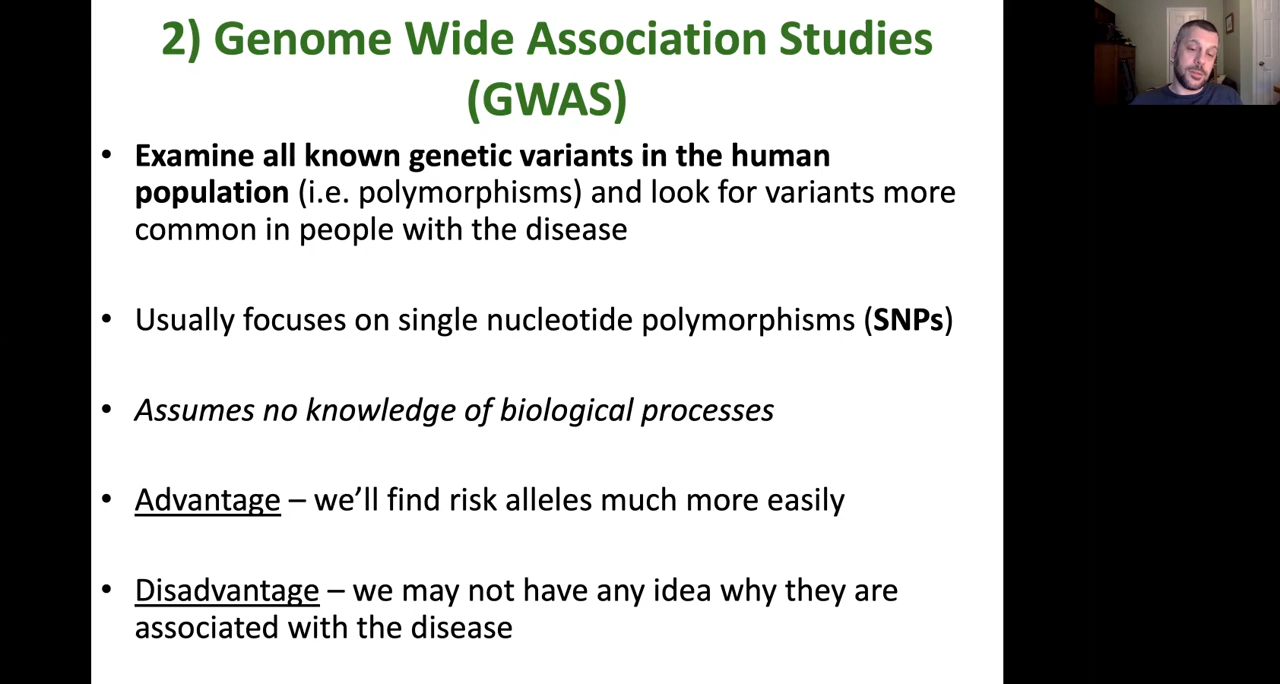 2) Genome Wide Association Studies
(GWAS)
• Examine all known genetic variants in the human
population (i.e. polymorphisms) and look for variants more
common in people with the disease
• Usually focuses on single nucleotide polymorphisms (SNPs)
• Assumes no knowledge of biological processes
• Advantage – we’ll find risk alleles much more easily
• Disadvantage – we may not have any idea why they are
associated with the disease